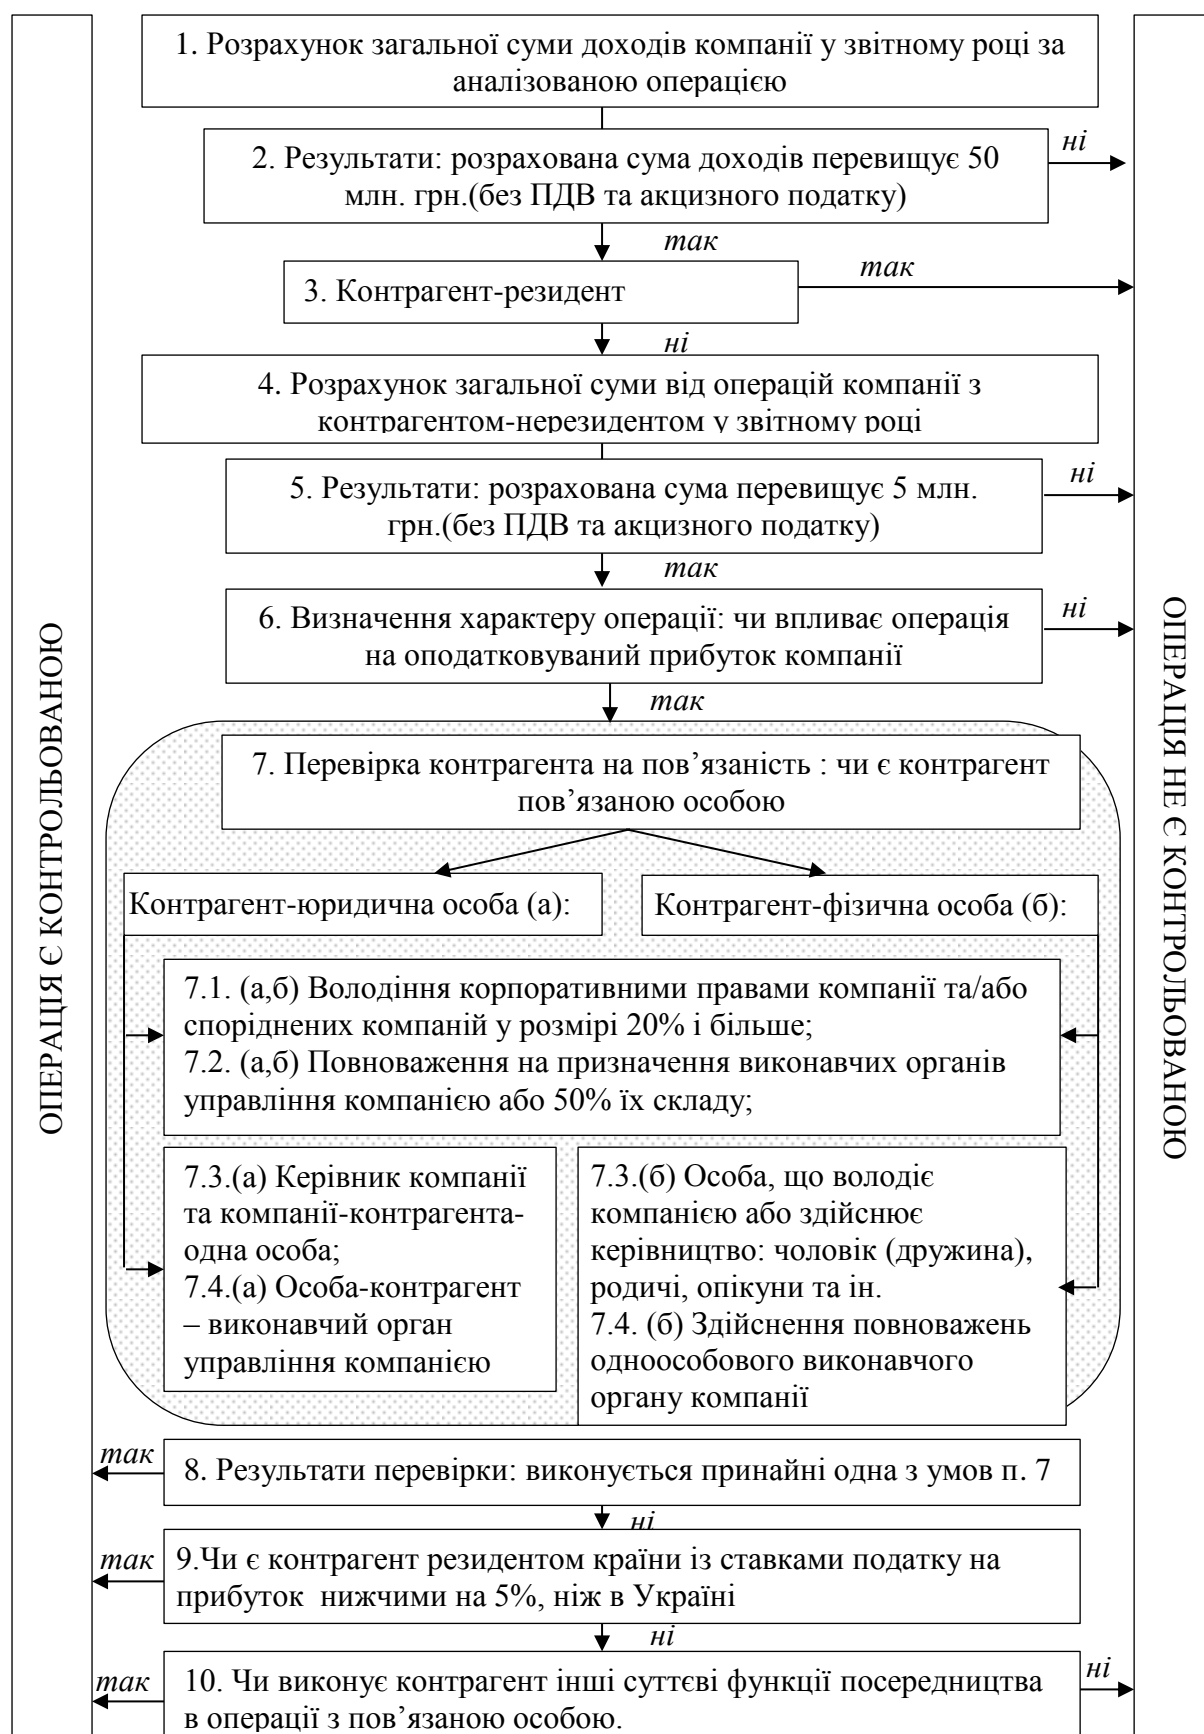 1. Розрахунок загальної суми доходів компанії у звітному році за
аналізованою операцією
2. Результати: розрахована сума доходів перевищує 50
млн. грн.(без ПДВ та акцизного податку)
ні
так
3. Контрагент-резидент
так
ні
4. Розрахунок загальної суми від операцій компанії з
контрагентом-нерезидентом у звітному році
5. Результати: розрахована сума перевищує 5 млн.
грн.(без ПДВ та акцизного податку)
ні
так
6. Визначення характеру операції: чи впливає операція
на оподатковуваний прибуток компанії
ні
так
ОПЕРАЦІЯ Є КОНТРОЛЬОВАНОЮ
ОПЕРАЦІЯ НЕ Є КОНТРОЛЬОВАНОЮ
7. Перевірка контрагента на пов’язаність : чи є контрагент
пов’язаною особою
Контрагент-юридична особа (а):
Контрагент-фізична особа (б):
7.1. (а,б) Володіння корпоративними правами компанії та/або
споріднених компаній у розмірі 20% і більше;
7.2. (а,б) Повноваження на призначення виконавчих органів
управління компанією або 50% їх складу;
7.3.(а) Керівник компанії
та компанії-контрагента-
одна особа;
7.4.(а) Особа-контрагент
– виконавчий орган
управління компанією
7.3.(б) Особа, що володіє
компанією або здійснює
керівництво: чоловік (дружина),
родичі, опікуни та ін.
7.4. (б) Здійснення повноважень
одноособового виконавчого
органу компанії
так
8. Результати перевірки: виконується принайні одна з умов п. 7
ні
так
9.Чи є контрагент резидентом країни із ставками податку на
прибуток нижчими на 5%, ніж в Україні
ні
так
10. Чи виконує контрагент інші суттєві функції посередництва
в операції з пов’язаною особою.
ні